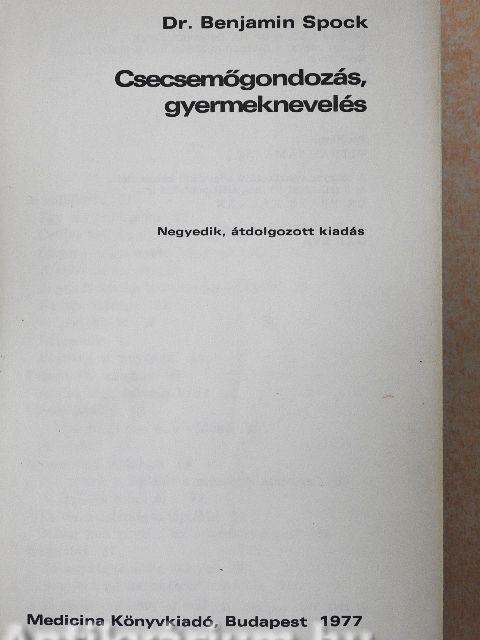 Dr. Benjamin Spock
Csecsemőgondozás,
gyermeknevelés
Negyedik, átdolgozott kiadás
Medicina Könyvkiadó, Budapest 1977